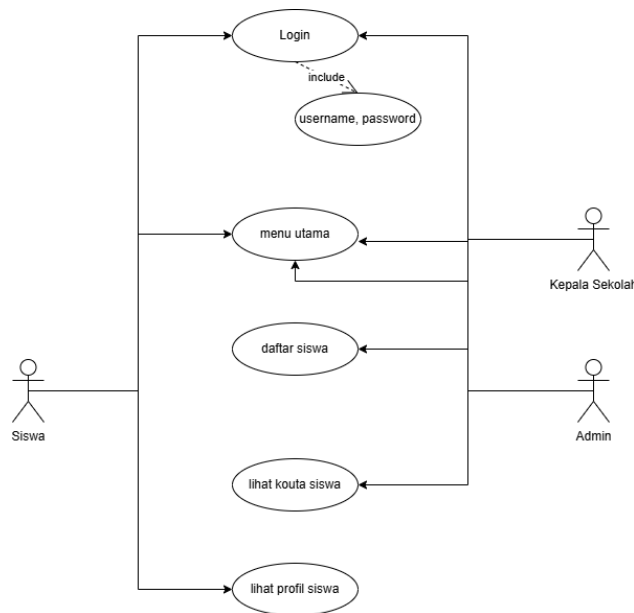 Login
include
username, password
menu utama
Kepala Sekolah
daftar siswa
Siswa
Admin
lihat kouta siswa
lihat profil siswa